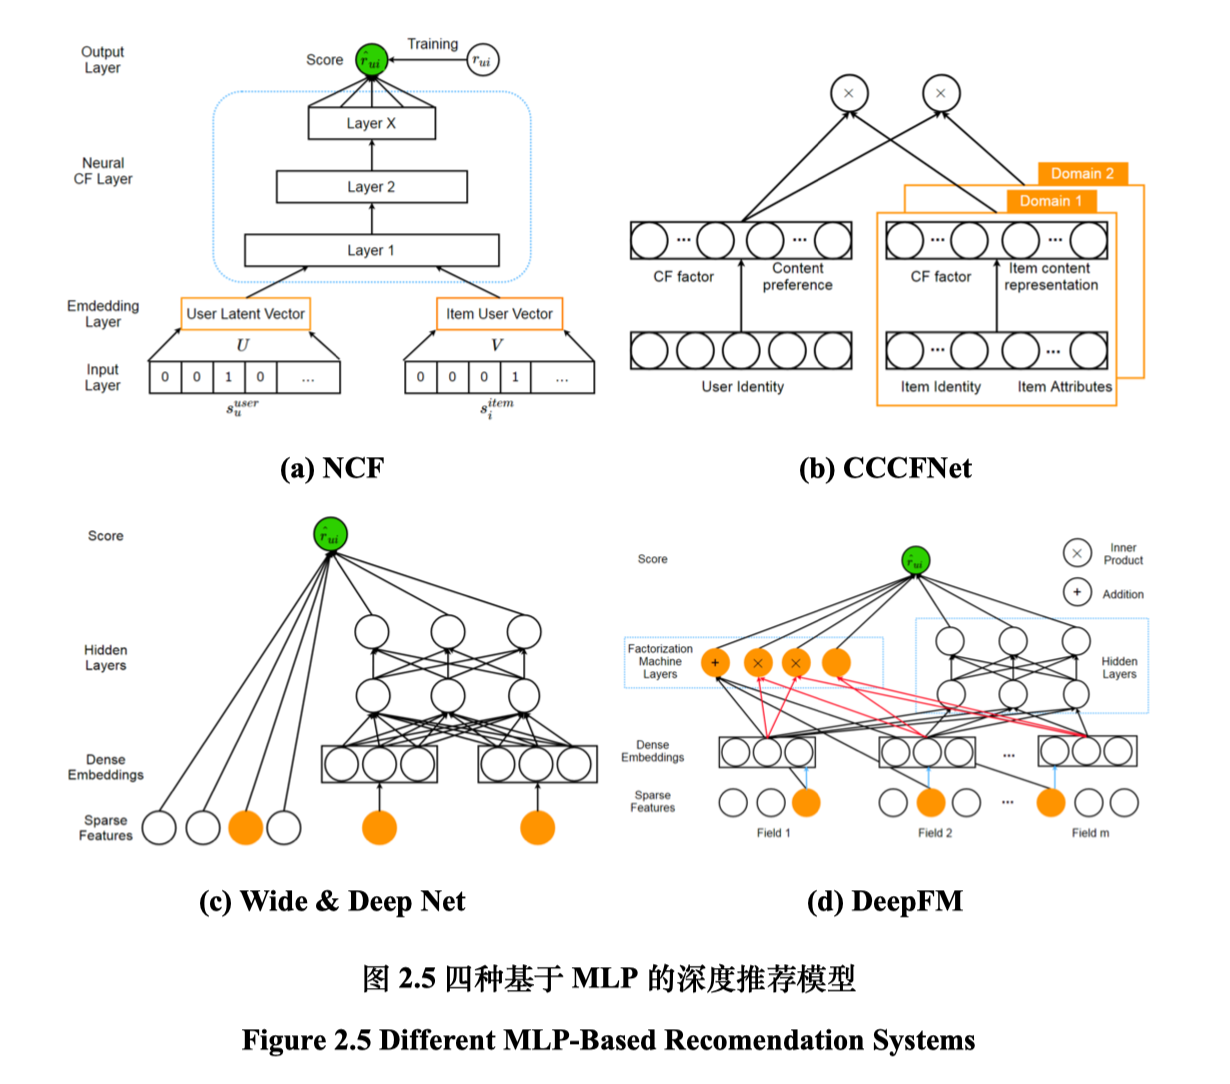 Output
Layer
Score
r̂ui
Training
rui
Layer X
Neural
CF Layer
Layer 2
Layer 1
Emdedding
Layer
User Latent Vector
Item User Vector
U
V
Input
Layer
0 0 1 0 ...
0 0 0 1 ...
s_u^user
s_i^item
(a) NCF
× ×
Domain 2
Domain 1
... ...
... ...
CF factor
Content
preference
CF factor
Item content
representation
... ...
User Identity
Item Identity
Item Attributes
(b) CCCFNet
Score
r̂ui
Hidden
Layers
Dense
Embeddings
Sparse
Features
(c) Wide & Deep Net
Score
r̂ui
× Inner
Product
+ Addition
Factorization
Machine
Layers
+ × ×
Hidden
Layers
Dense
Embeddings
...
Sparse
Features
...
Field 1
Field 2
Field m
(d) DeepFM
图 2.5 四种基于 MLP 的深度推荐模型
Figure 2.5 Different MLP-Based Recomendation Systems